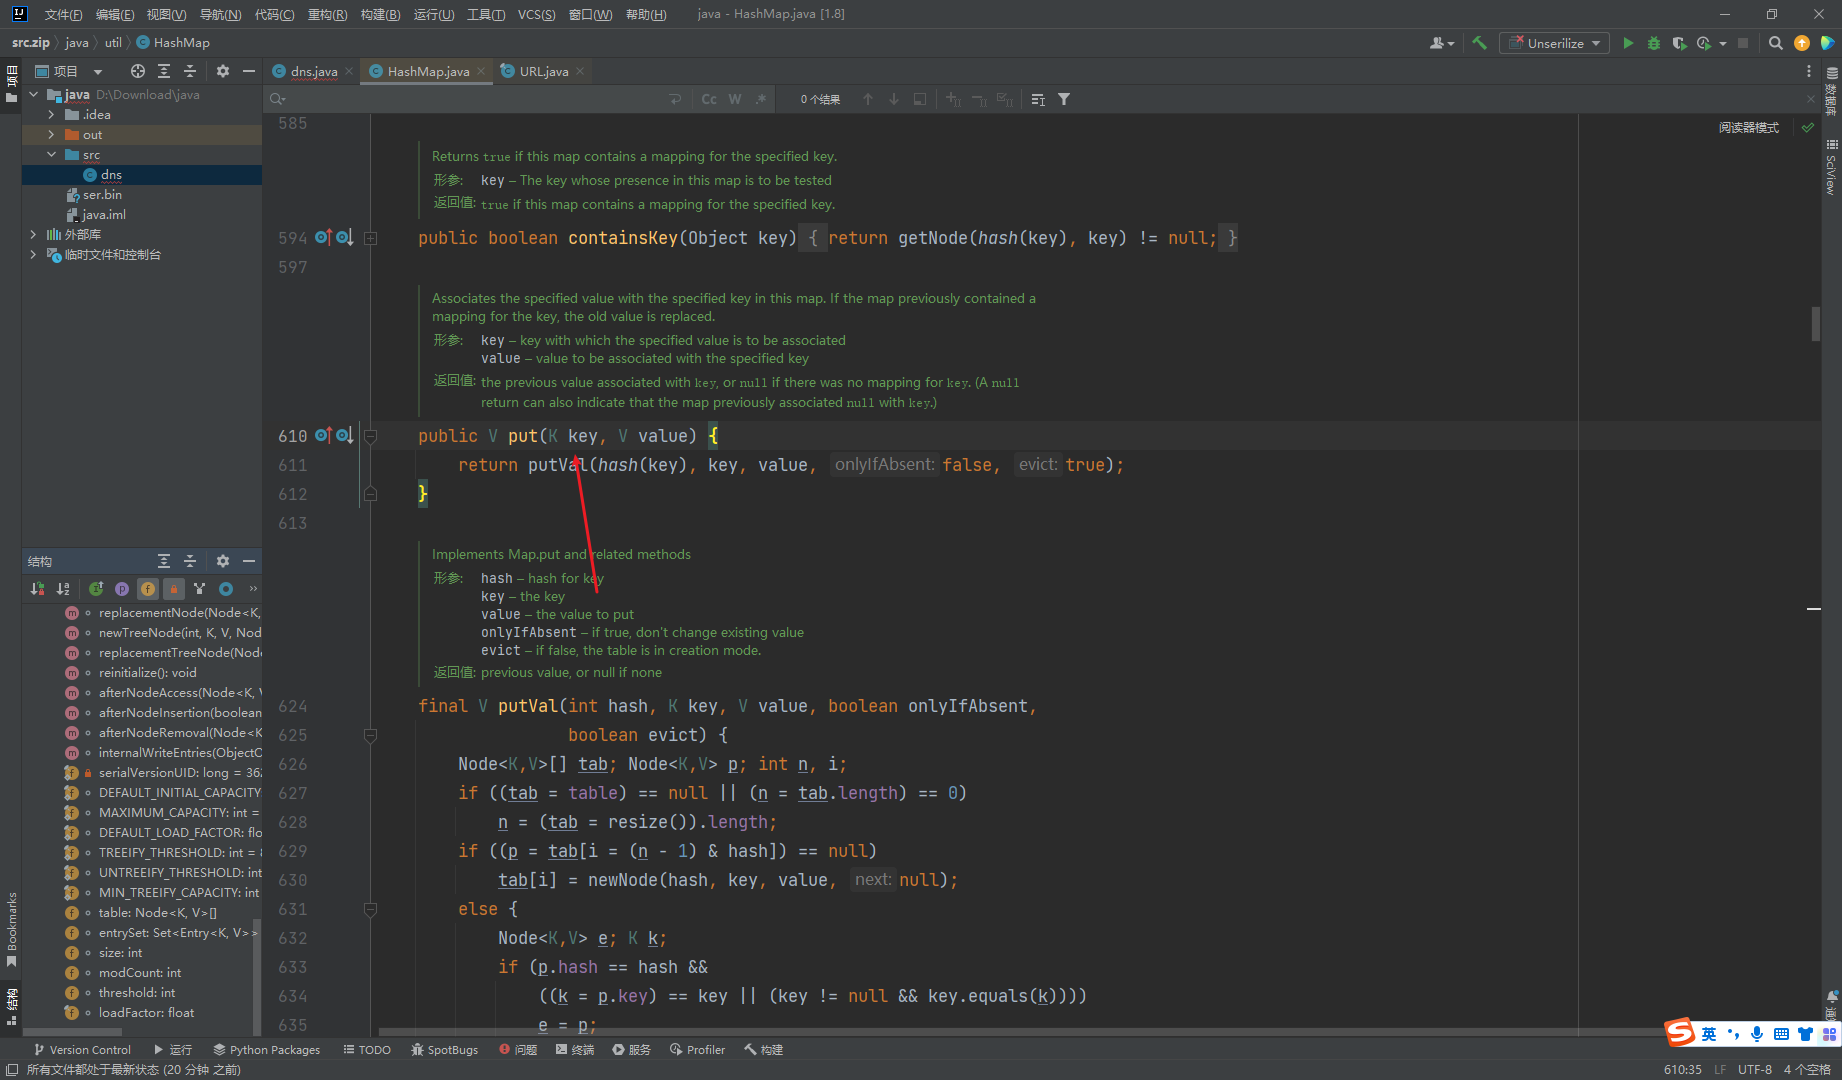 文件(F) 编辑(E) 视图(V) 导航(N) 代码(C) 重构(R) 构建(B) 运行(U) 工具(T) VCS(S) 窗口(W) 帮助(H) java - HashMap.java [1.8]
src.zip java util HashMap Unserilize
项目 dns.java HashMap.java URL.java
java D:\Download\java
Cc W .* 0 个结果
.idea
out
src
dns
ser.bin
java.iml
外部库
临时文件和控制台
项目
数据库
SciView
阅读器模式
585
Returns true if this map contains a mapping for the specified key.
形参: key – The key whose presence in this map is to be tested
返回值: true if this map contains a mapping for the specified key.
594 public boolean containsKey(Object key) { return getNode(hash(key), key) != null; }
597
Associates the specified value with the specified key in this map. If the map previously contained a
mapping for the key, the old value is replaced.
形参: key – key with which the specified value is to be associated
value – value to be associated with the specified key
返回值: the previous value associated with key, or null if there was no mapping for key. (A null
return can also indicate that the map previously associated null with key.)
610 public V put(K key, V value) {
611 return putVal(hash(key), key, value, onlyIfAbsent: false, evict: true);
612 }
613
Implements Map.put and related methods
形参: hash – hash for key
key – the key
value – the value to put
onlyIfAbsent – if true, don't change existing value
evict – if false, the table is in creation mode.
返回值: previous value, or null if none
624 final V putVal(int hash, K key, V value, boolean onlyIfAbsent,
625 boolean evict) {
626 Node<K,V>[] tab; Node<K,V> p; int n, i;
627 if ((tab = table) == null || (n = tab.length) == 0)
628 n = (tab = resize()).length;
629 if ((p = tab[i = (n - 1) & hash]) == null)
630 tab[i] = newNode(hash, key, value, next: null);
631 else {
632 Node<K,V> e; K k;
633 if (p.hash == hash &&
634 ((k = p.key) == key || (key != null && key.equals(k))))
635 e = p;
结构
replacementNode(Node<K,
newTreeNode(int, K, V, Nod
replacementTreeNode(Node
reinitialize(): void
afterNodeAccess(Node<K, V
afterNodeInsertion(boolean
afterNodeRemoval(Node<K
internalWriteEntries(ObjectO
serialVersionUID: long = 362
DEFAULT_INITIAL_CAPACITY
MAXIMUM_CAPACITY: int =
DEFAULT_LOAD_FACTOR: flo
TREEIFY_THRESHOLD: int = 8
UNTREEIFY_THRESHOLD: int
MIN_TREEIFY_CAPACITY: int
table: Node<K, V>[]
entrySet: Set<Entry<K, V>>
size: int
modCount: int
threshold: int
loadFactor: float
Bookmarks
结构
英
Version Control 运行 Python Packages TODO SpotBugs 问题 终端 服务 Profiler 构建
所有文件都处于最新状态 (20 分钟 之前) 610:35 LF UTF-8 4 个空格